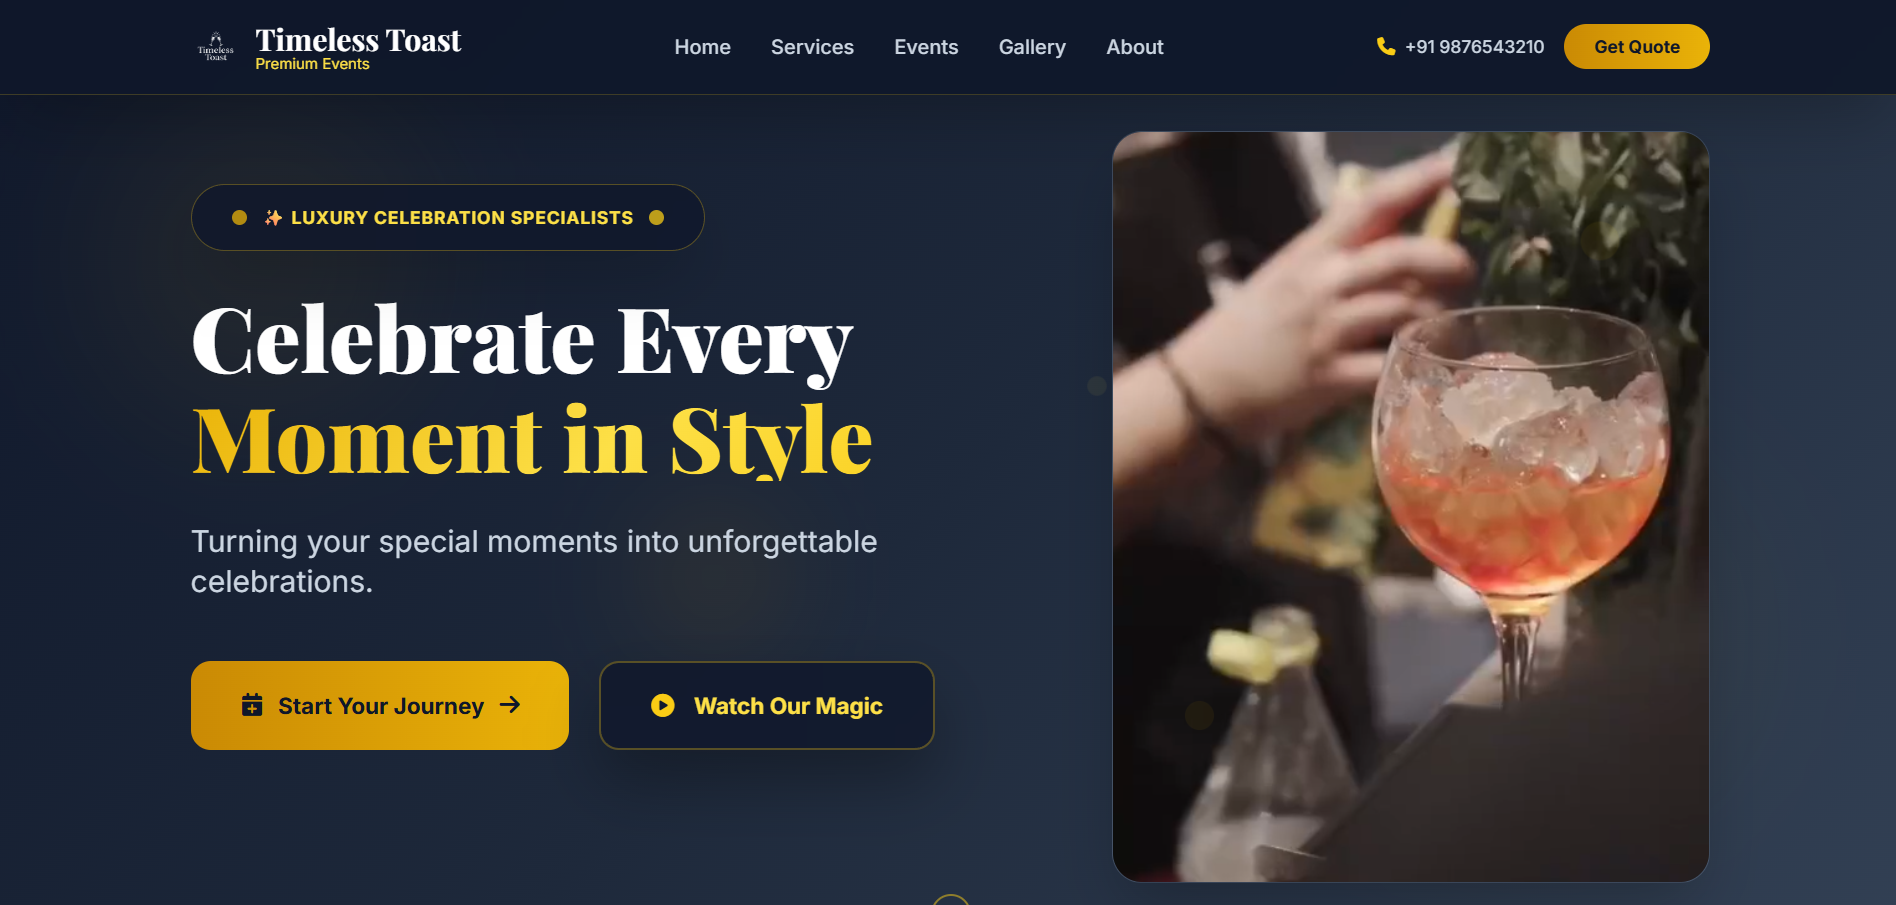 Timeless
Toast
Timeless Toast
Premium Events
Home
Services
Events
Gallery
About
+91 9876543210
Get Quote
✨ LUXURY CELEBRATION SPECIALISTS
Celebrate Every
Moment in Style
Turning your special moments into unforgettable
celebrations.
Start Your Journey →
Watch Our Magic